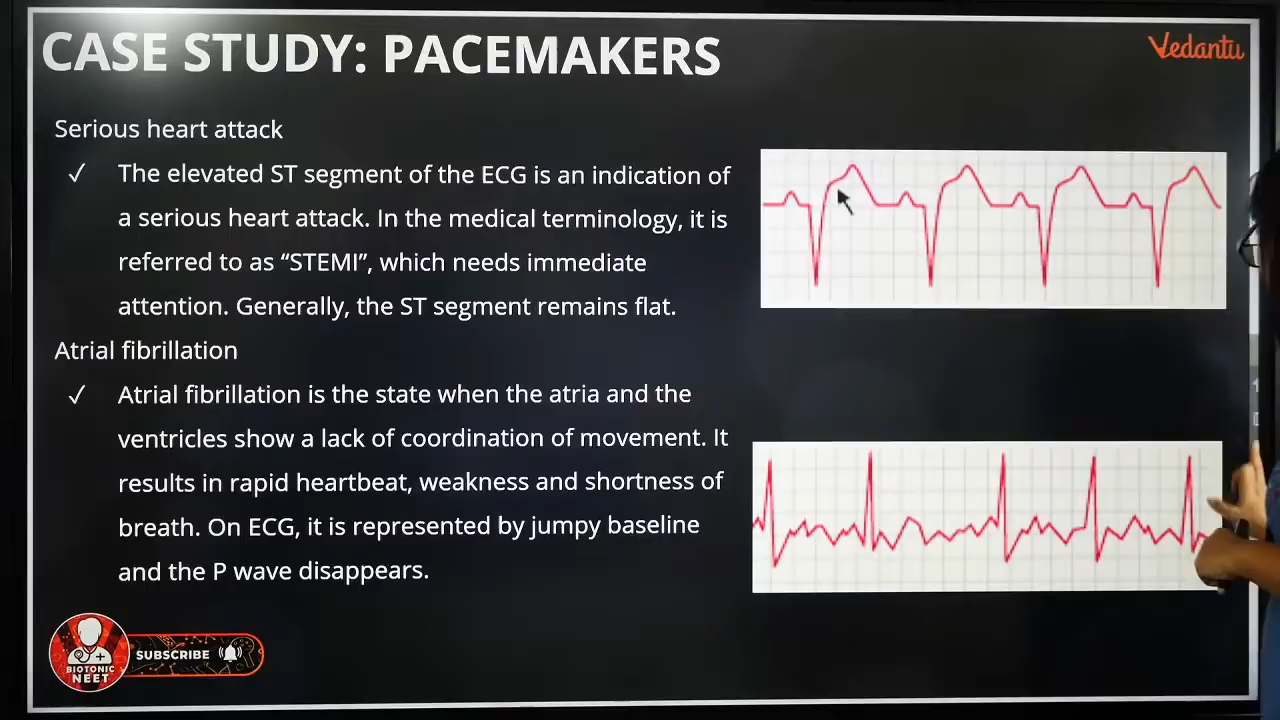 CASE STUDY: PACEMAKERS
Vedantu
Serious heart attack
✓ The elevated ST segment of the ECG is an indication of
a serious heart attack. In the medical terminology, it is
referred to as “STEMI”, which needs immediate
attention. Generally, the ST segment remains flat.
Atrial fibrillation
✓ Atrial fibrillation is the state when the atria and the
ventricles show a lack of coordination of movement. It
results in rapid heartbeat, weakness and shortness of
breath. On ECG, it is represented by jumpy baseline
and the P wave disappears.
BIOTONIC
NEET
SUBSCRIBE